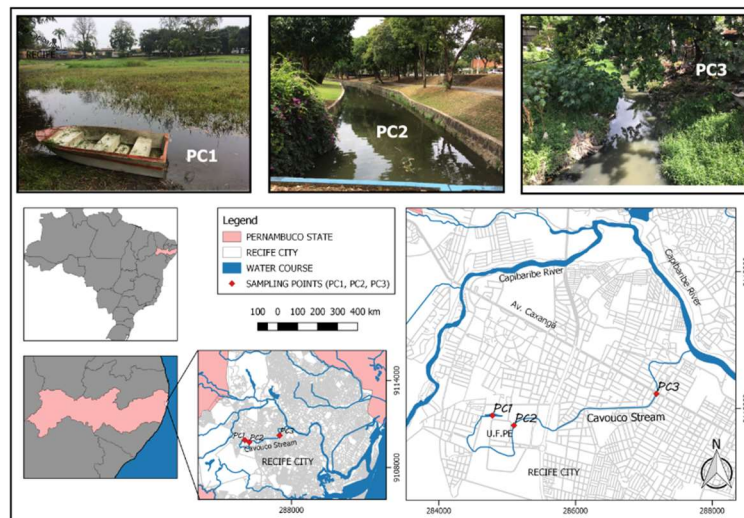 PC1
PC2
PC3
Legend
PERNAMBUCO STATE
RECIFE CITY
WATER COURSE
SAMPLING POINTS (PC1, PC2, PC3)
100 0 100 200 300 400 km
PC1
PC2
PC3
Cavouco Stream
RECIFE CITY
288000
9114000
9108000
Capibaribe River
Capibaribe River
Av. Caxangá
PC1
PC2
PC3
U.F.PE
Cavouco Stream
RECIFE CITY
N
284000
286000
288000